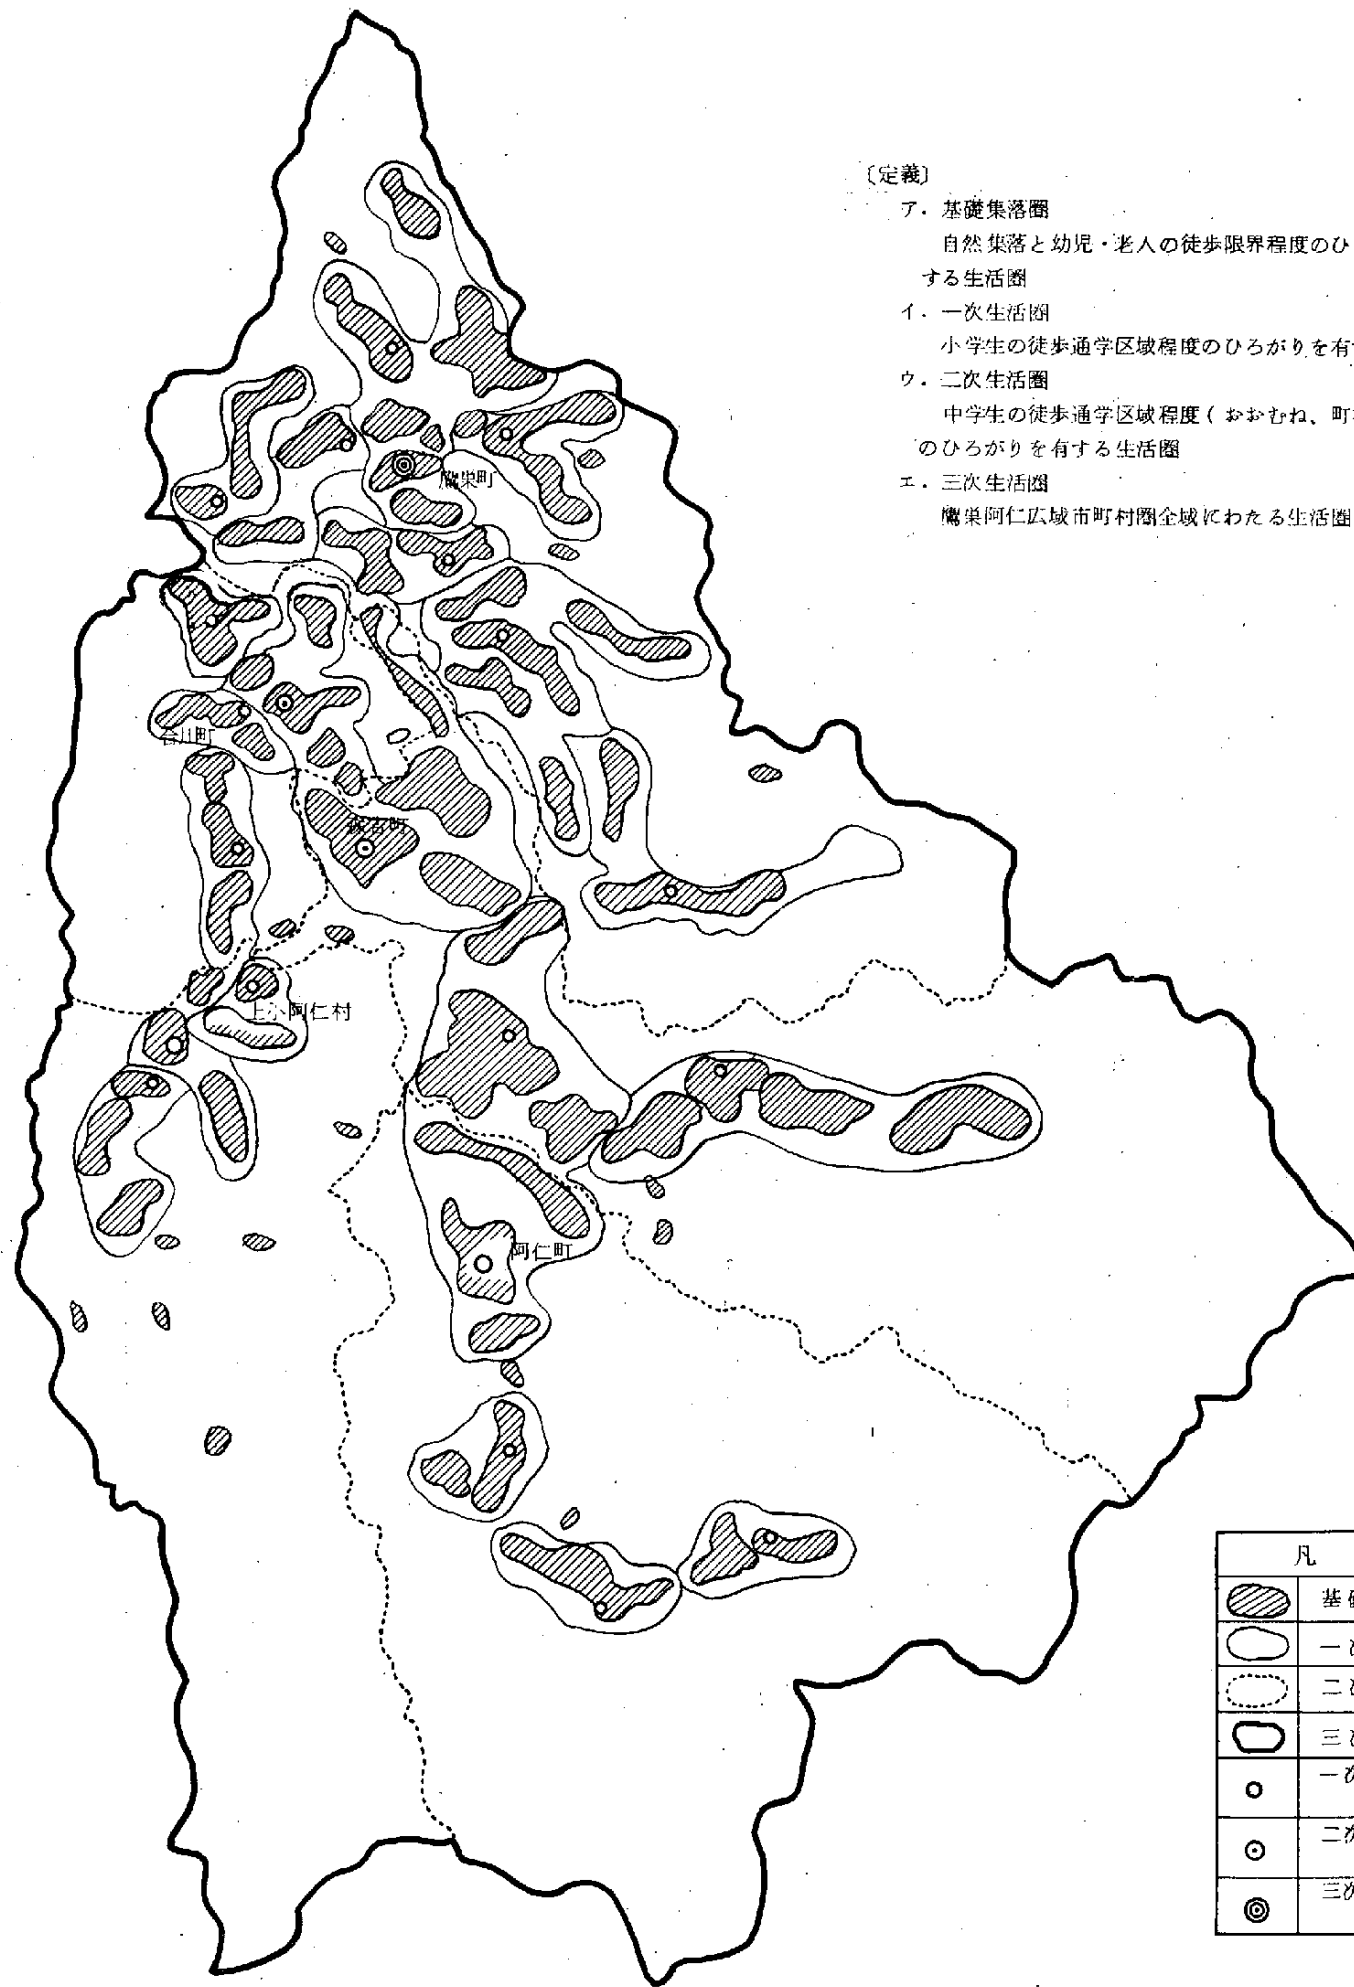 〔定義〕
ア. 基礎集落圏
自然集落と幼児・老人の徒歩限界程度のひ
する生活圏
イ. 一次生活圏
小学生の徒歩通学区域程度のひろがりを有
ウ. 二次生活圏
中学生の徒歩通学区域程度(おおむね、町
のひろがりを有する生活圏
エ. 三次生活圏
鷹巣阿仁広域市町村圏全域にわたる生活圏
鷹巣町
合川町
森吉町
上小阿仁村
阿仁町
凡
基
一
二
三
一次
二次
三次